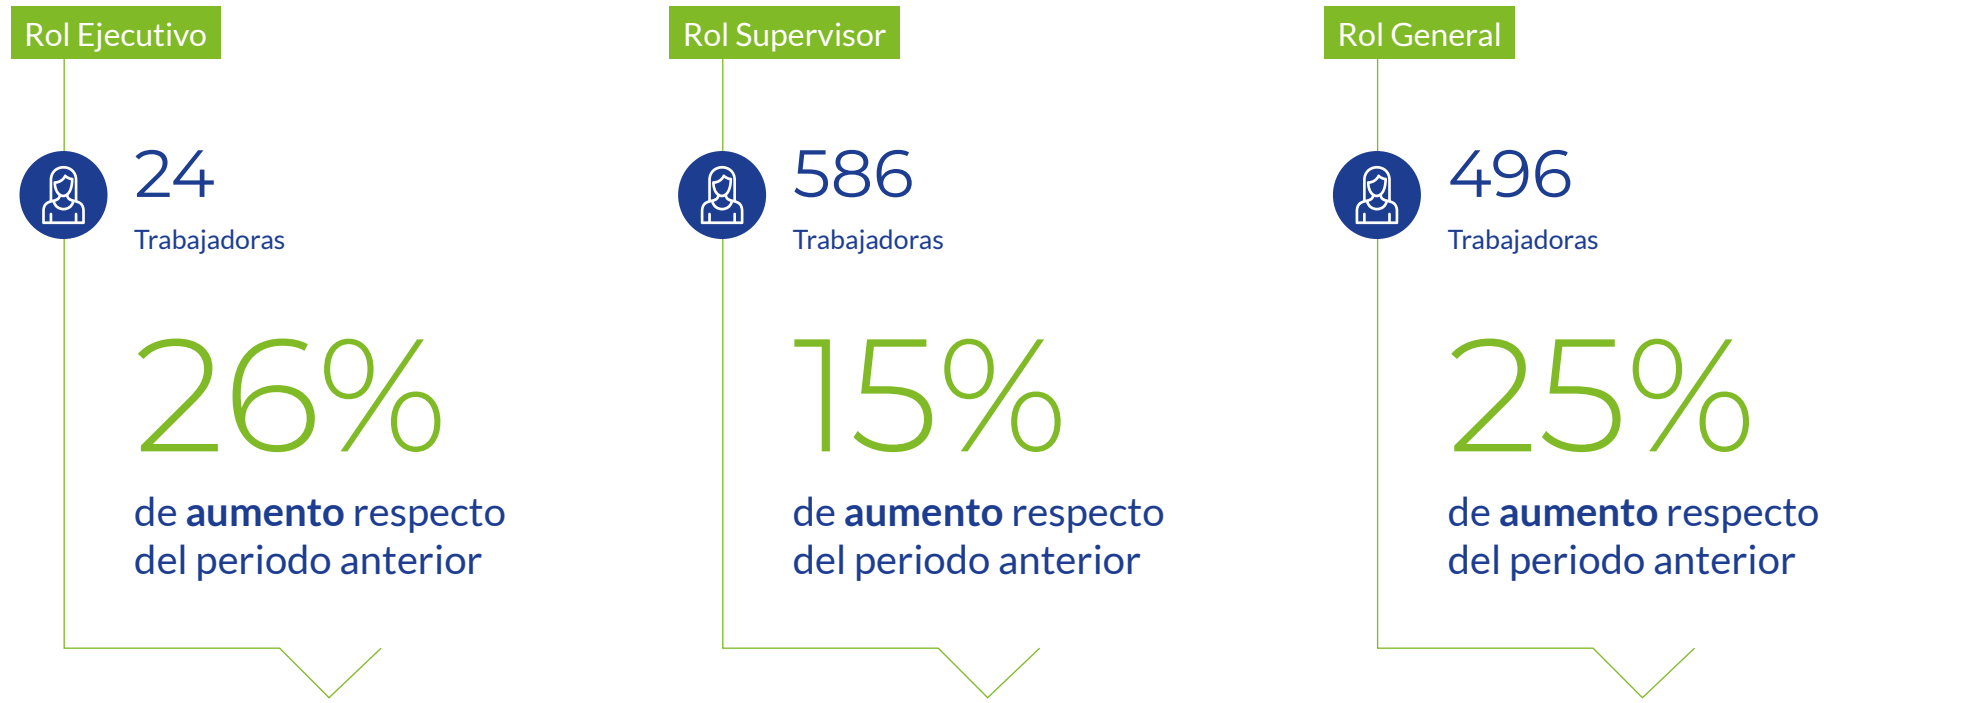 Rol Ejecutivo
24
Trabajadoras
26%
de aumento respecto
del periodo anterior
Rol Supervisor
586
Trabajadoras
15%
de aumento respecto
del periodo anterior
Rol General
496
Trabajadoras
25%
de aumento respecto
del periodo anterior